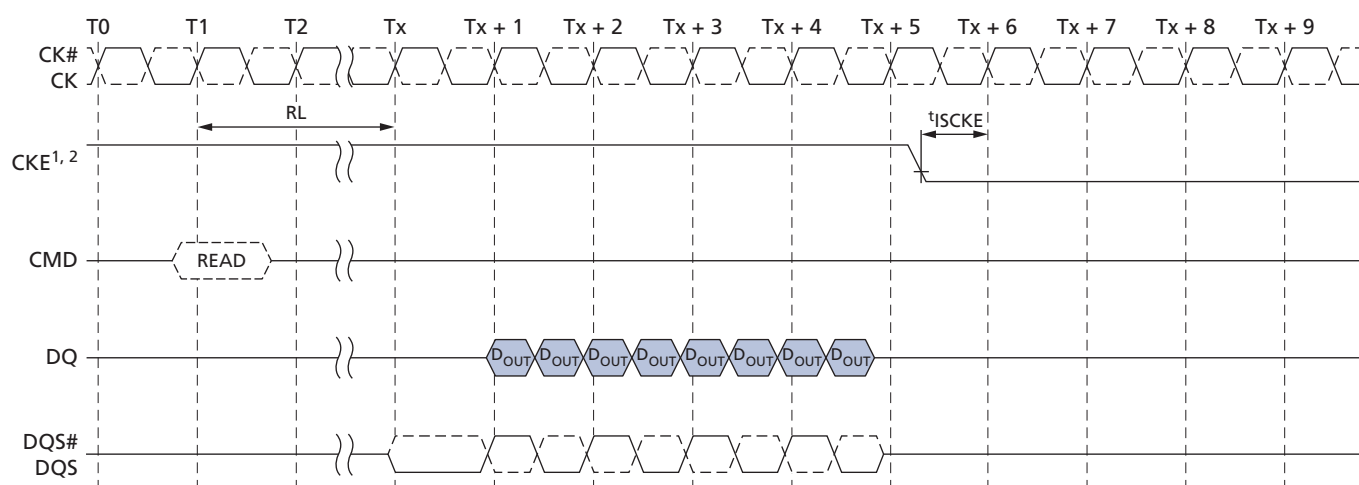 T0 T1 T2 Tx Tx + 1 Tx + 2 Tx + 3 Tx + 4 Tx + 5 Tx + 6 Tx + 7 Tx + 8 Tx + 9
CK#
CK
RL
tISCKE
CKE1, 2
CMD
READ
DQ
DOUT DOUT DOUT DOUT DOUT DOUT DOUT DOUT
DQS#
DQS